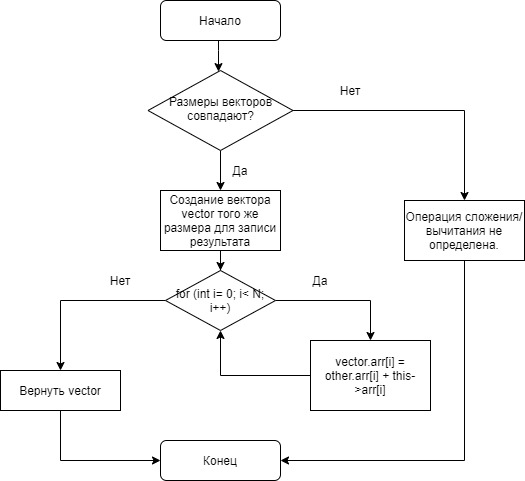 Начало
Размеры векторов
совпадают?
Нет
Да
Создание вектора
vector того же
размера для записи
результата
Операция сложения/
вычитания не
определена.
Нет
for (int i= 0; i< N;
i++)
Да
vector.arr[i] =
other.arr[i] + this-
>arr[i]
Вернуть vector
Конец